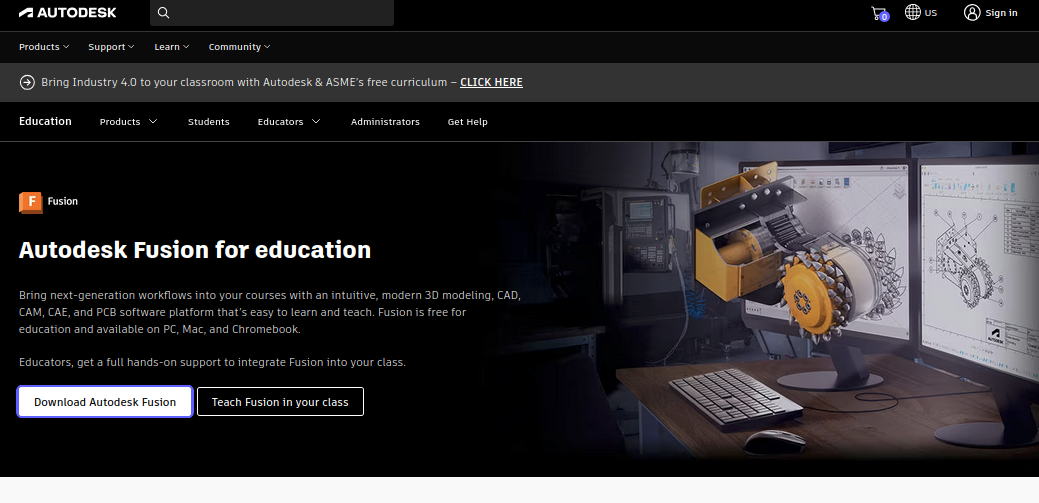 AUTODESK
0
US
Sign in
Products
Support
Learn
Community
Bring Industry 4.0 to your classroom with Autodesk & ASME's free curriculum – CLICK HERE
Education
Products
Students
Educators
Administrators
Get Help
F
Fusion
Autodesk Fusion for education
Bring next-generation workflows into your courses with an intuitive, modern 3D modeling, CAD,
CAM, CAE, and PCB software platform that's easy to learn and teach. Fusion is free for
education and available on PC, Mac, and Chromebook.
Educators, get a full hands-on support to integrate Fusion into your class.
Download Autodesk Fusion
Teach Fusion in your class
AUTODESK